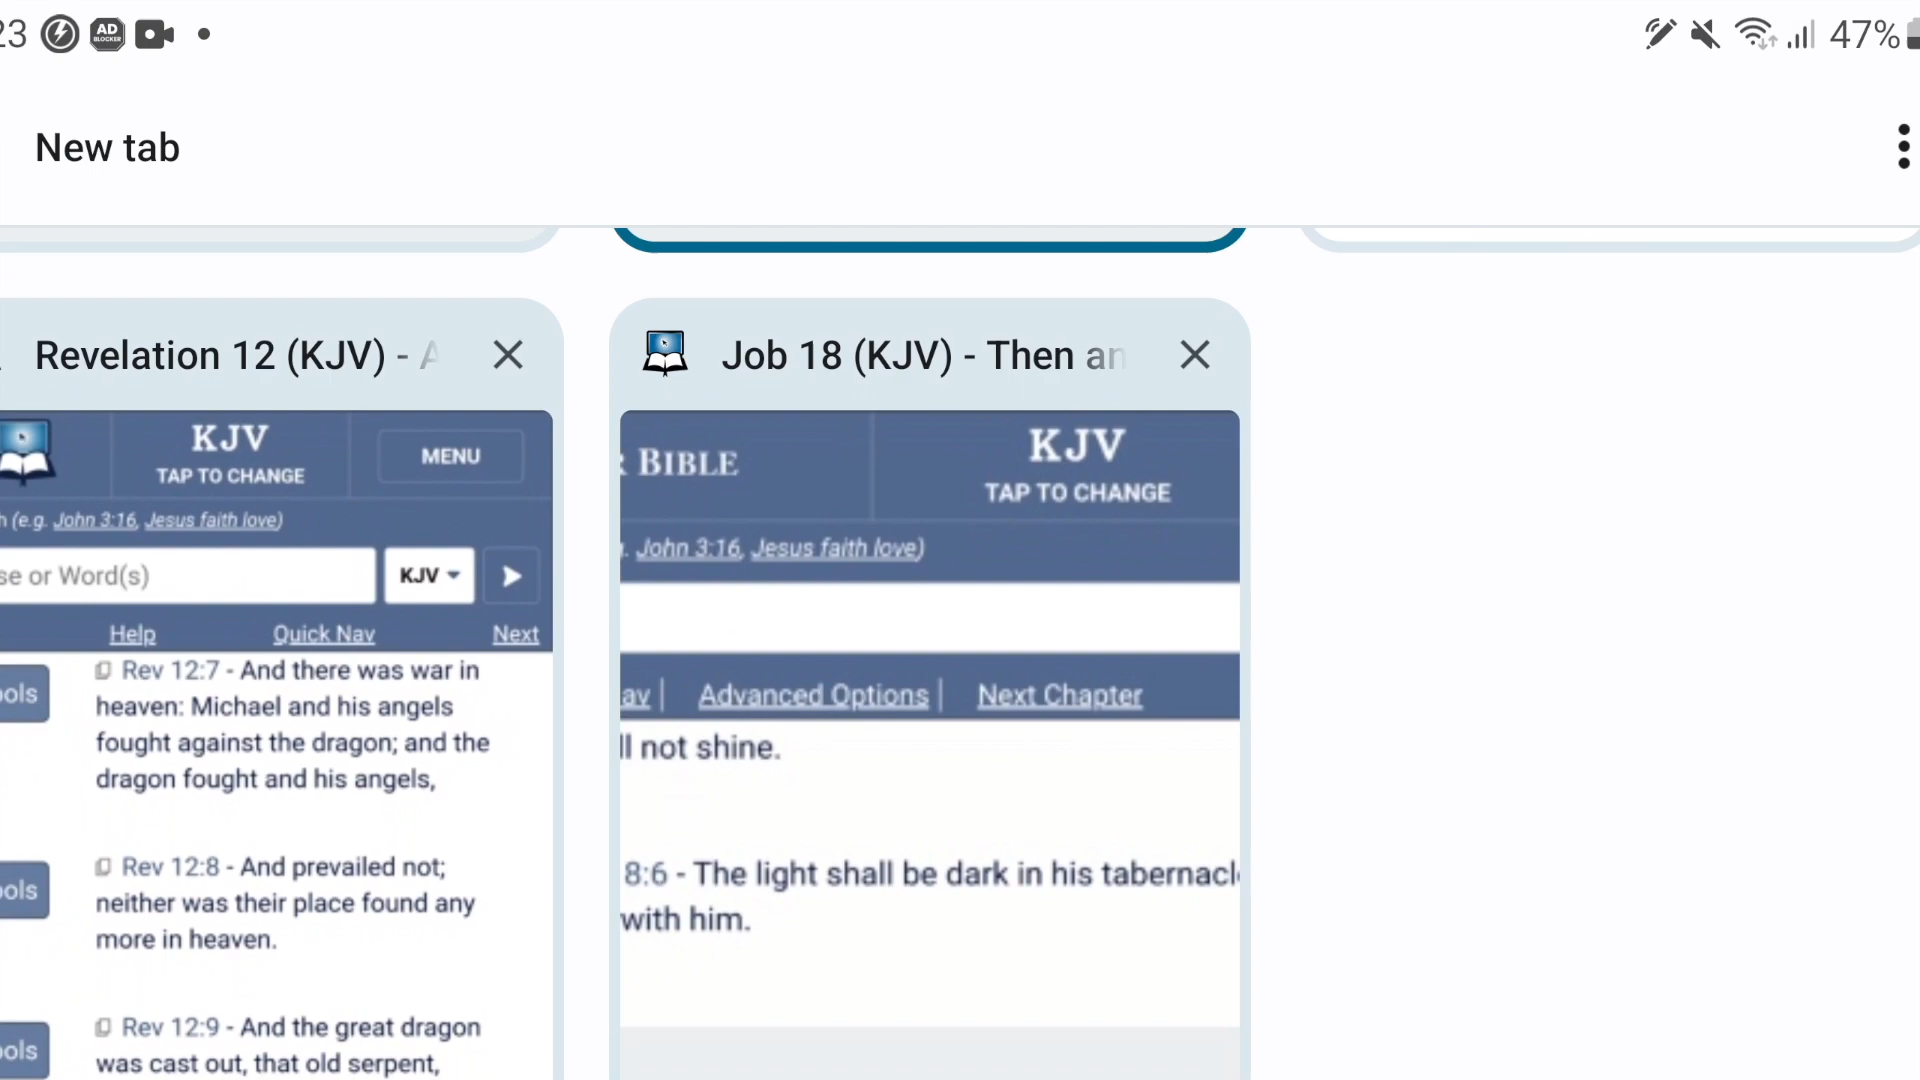 23
AD
BLOCKER
47%
New tab
Revelation 12 (KJV) -
KJV
TAP TO CHANGE
MENU
(e.g. John 3:16, Jesus faith love)
or Word(s)
KJV
Help Quick Nav Next
Rev 12:7 - And there was war in
heaven: Michael and his angels
fought against the dragon; and the
dragon fought and his angels,
Rev 12:8 - And prevailed not;
neither was their place found any
more in heaven.
Rev 12:9 - And the great dragon
was cast out, that old serpent,
Job 18 (KJV) - Then an
BIBLE
KJV
TAP TO CHANGE
John 3:16, Jesus faith love)
av | Advanced Options | Next Chapter
ll not shine.
8:6 - The light shall be dark in his tabernacl
with him.